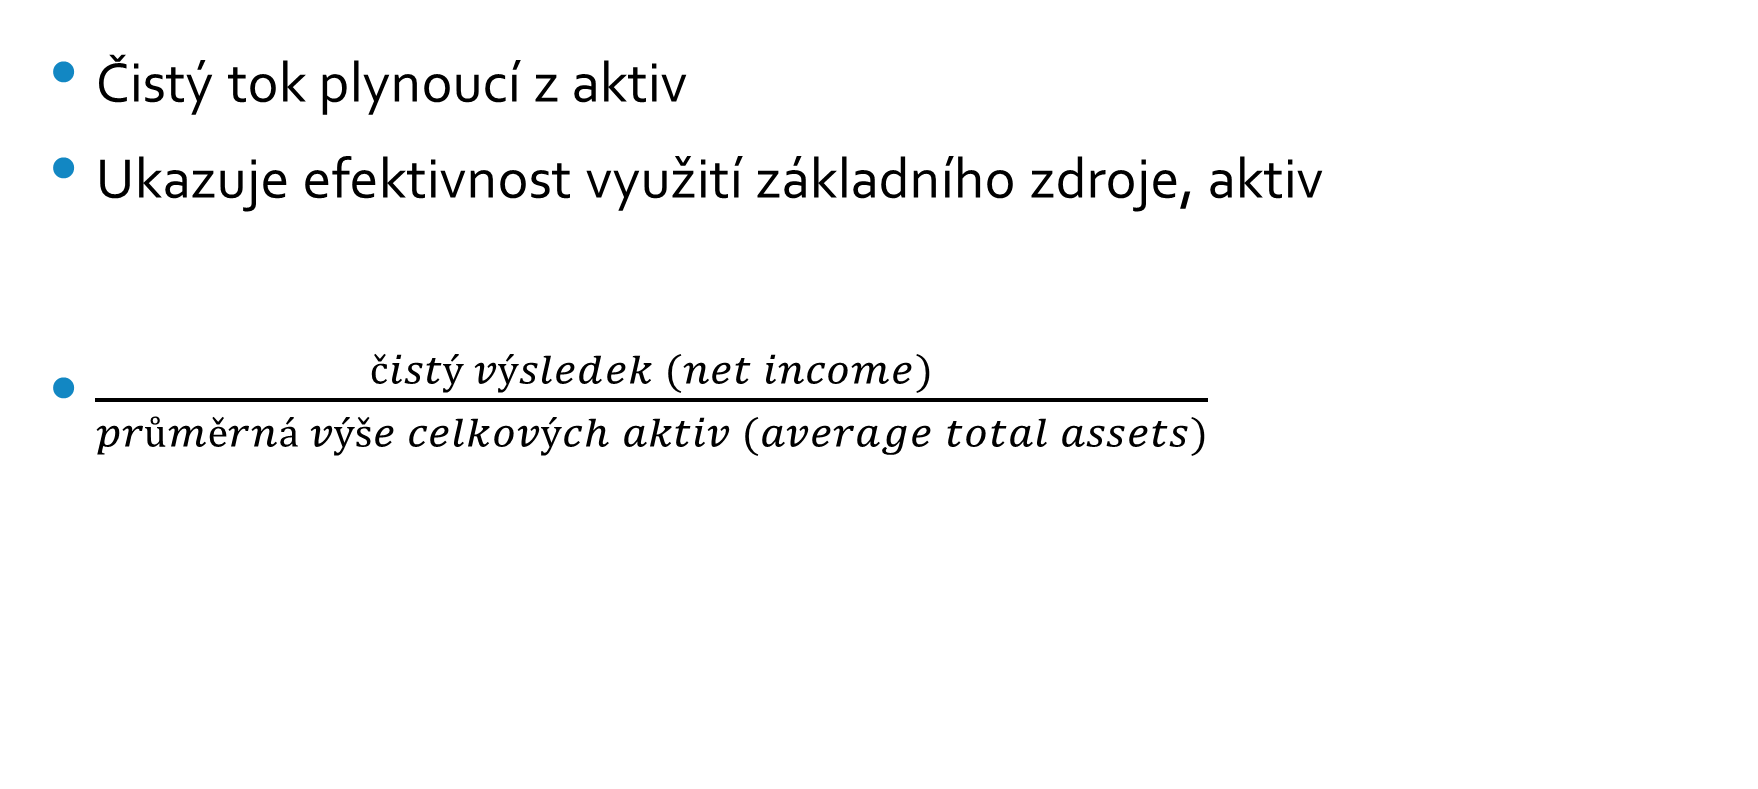 • Čistý tok plynoucí z aktiv
• Ukazuje efektivnost využití základního zdroje, aktiv
• čistý výsledek (net income)
průměrná výše celkových aktiv (average total assets)